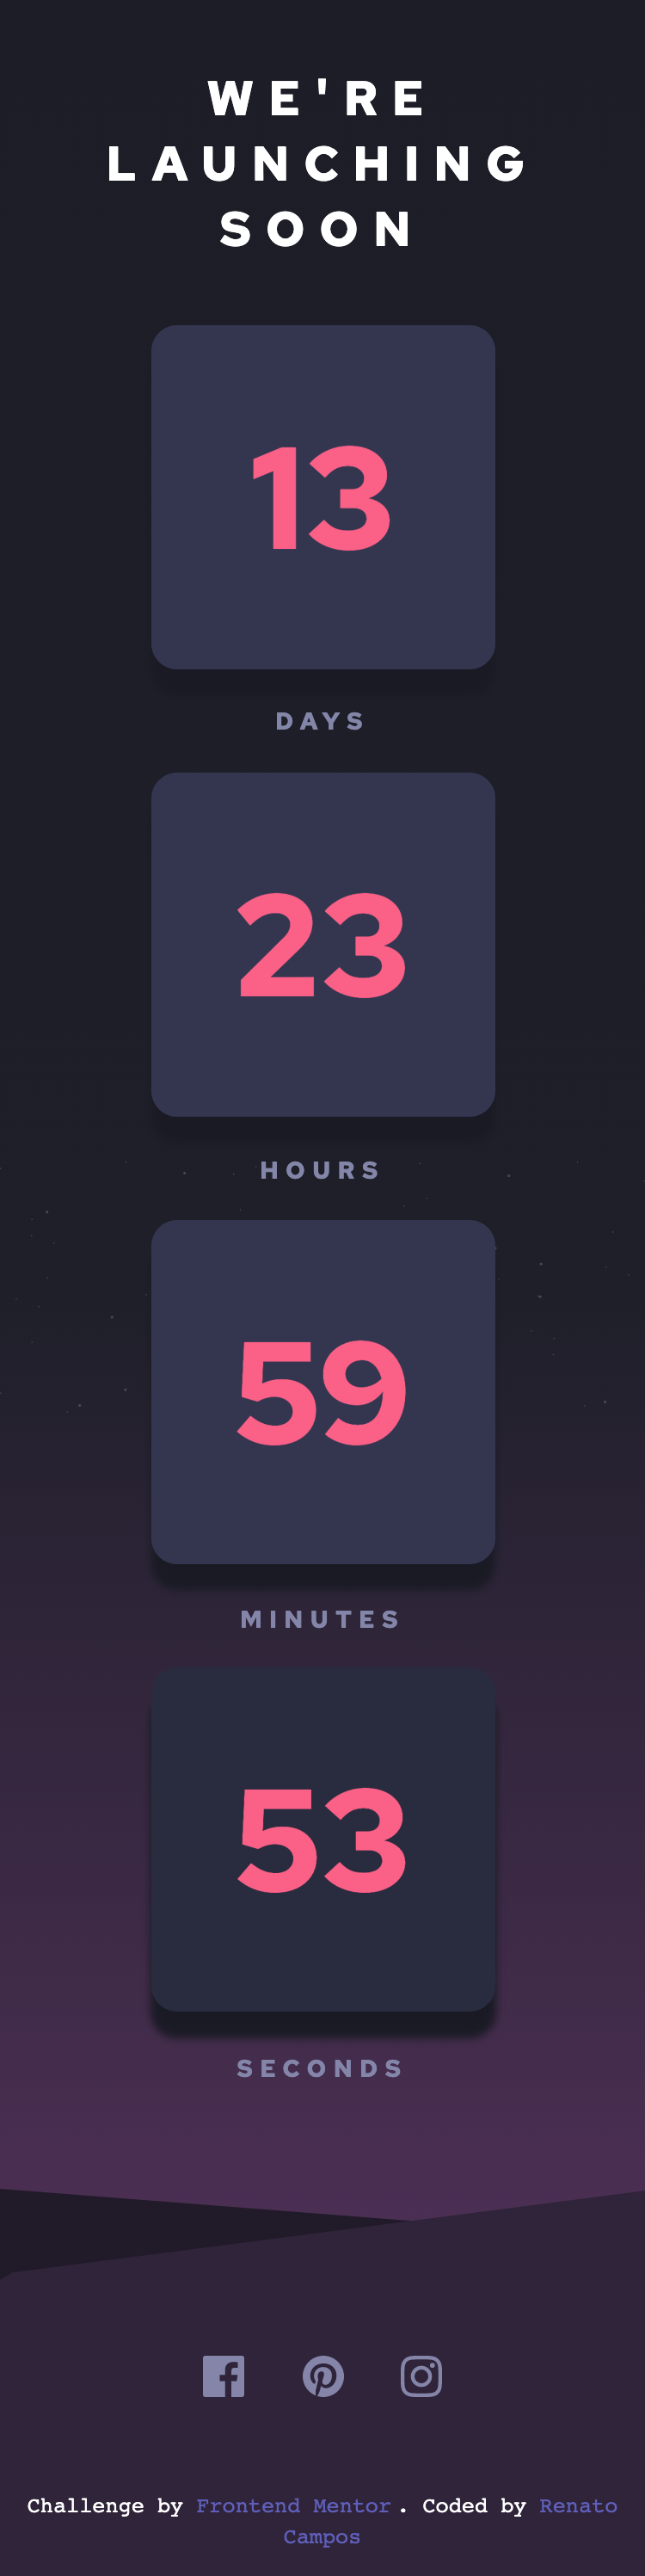 WE'RE
LAUNCHING
SOON
13
DAYS
23
HOURS
59
MINUTES
53
SECONDS
Challenge by Frontend Mentor. Coded by Renato
Campos